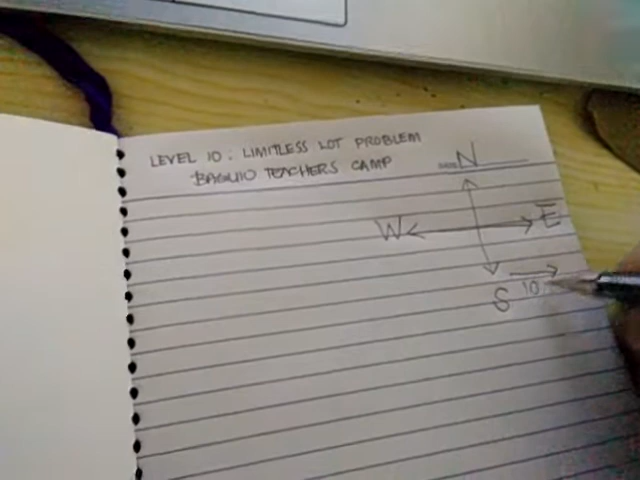 LEVEL 10: LIMITLESS LOT PROBLEM
BAGUIO TEACHERS CAMP
N
W
E
S
10